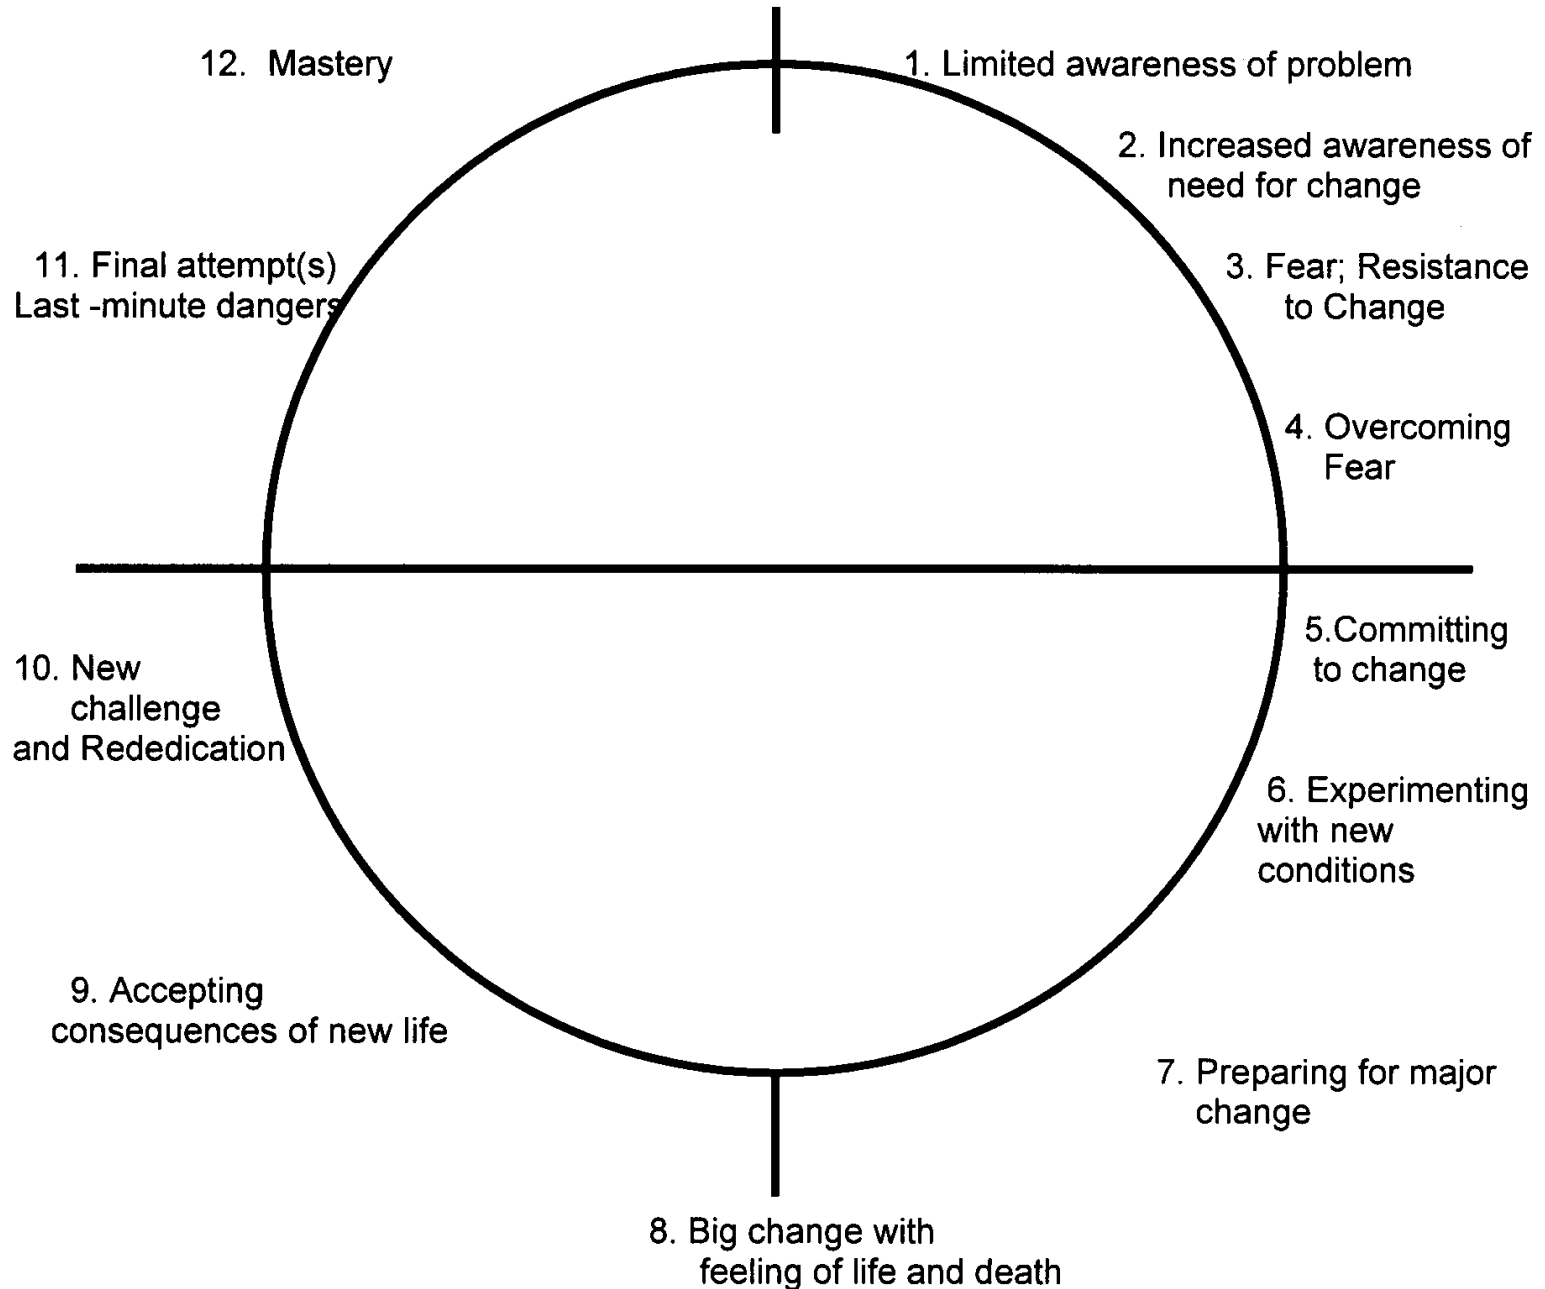 12. Mastery
1. Limited awareness of problem
2. Increased awareness of
need for change
3. Fear; Resistance
to Change
4. Overcoming
Fear
5.Committing
to change
6. Experimenting
with new
conditions
7. Preparing for major
change
8. Big change with
feeling of life and death
9. Accepting
consequences of new life
10. New
challenge
and Rededication
11. Final attempt(s)
Last -minute dangers